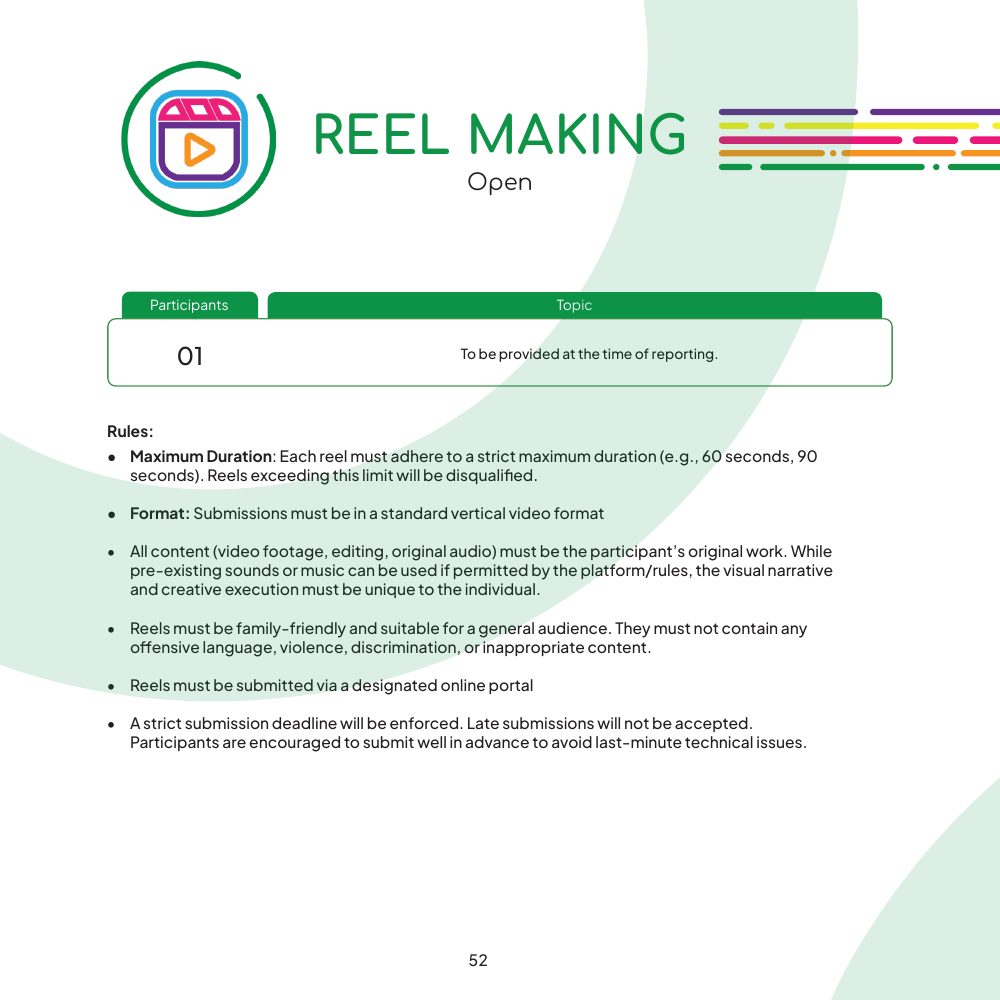 REEL MAKING
Open
Participants
Topic
01
To be provided at the time of reporting.
Rules:
• Maximum Duration: Each reel must adhere to a strict maximum duration (e.g., 60 seconds, 90
seconds). Reels exceeding this limit will be disqualified.
• Format: Submissions must be in a standard vertical video format
• All content (video footage, editing, original audio) must be the participant’s original work. While
pre-existing sounds or music can be used if permitted by the platform/rules, the visual narrative
and creative execution must be unique to the individual.
• Reels must be family-friendly and suitable for a general audience. They must not contain any
offensive language, violence, discrimination, or inappropriate content.
• Reels must be submitted via a designated online portal
• A strict submission deadline will be enforced. Late submissions will not be accepted.
Participants are encouraged to submit well in advance to avoid last-minute technical issues.
52